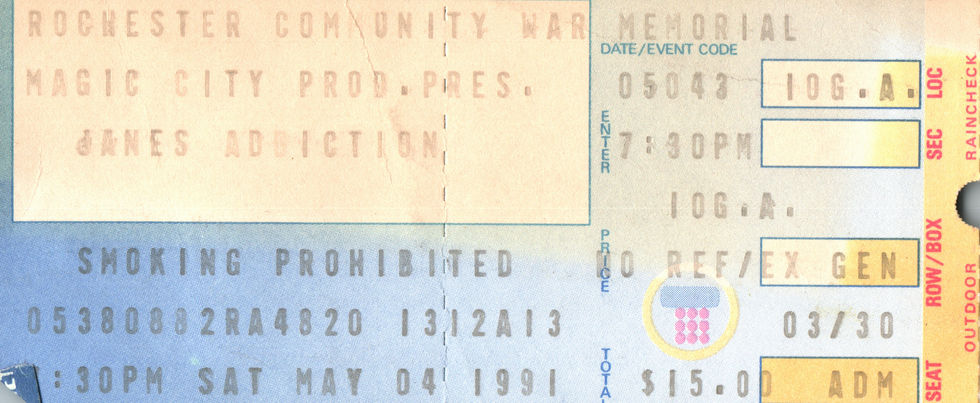 ROCHESTER COMMUNITY WAR MEMORIAL
DATE/EVENT CODE
MAGIC CITY PROD.PRES. 05043 IOG.A. LOC
JANES ADDICTION ENTER 7:30PM SEC
IOG.A.
SMOKING PROHIBITED PRICE NO REF/EX GEN ROW/BOX
05380882RA4820 1312A13 03/30
:30PM SAT MAY 04 1991 TOTAL $15.00 ADM SEAT
RAINCHECK
OUTDOOR